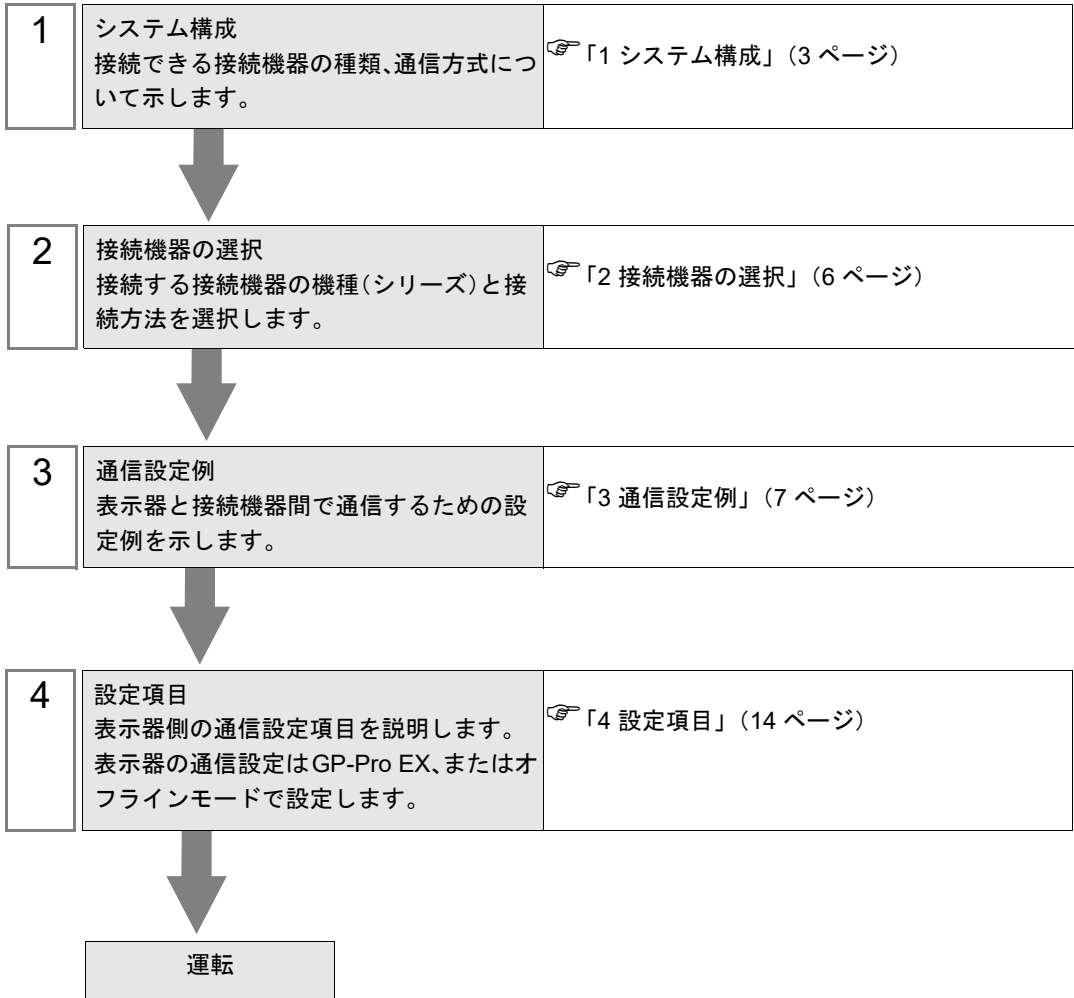 1
システム構成
接続できる接続機器の種類、通信方式につ
いて示します。
☞「1 システム構成」（3 ページ）
2
接続機器の選択
接続する接続機器の機種（シリーズ）と接
続方法を選択します。
☞「2 接続機器の選択」（6 ページ）
3
通信設定例
表示器と接続機器間で通信するための設
定例を示します。
☞「3 通信設定例」（7 ページ）
4
設定項目
表示器側の通信設定項目を説明します。
表示器の通信設定はGP-Pro EX、またはオ
フラインモードで設定します。
☞「4 設定項目」（14 ページ）
運転